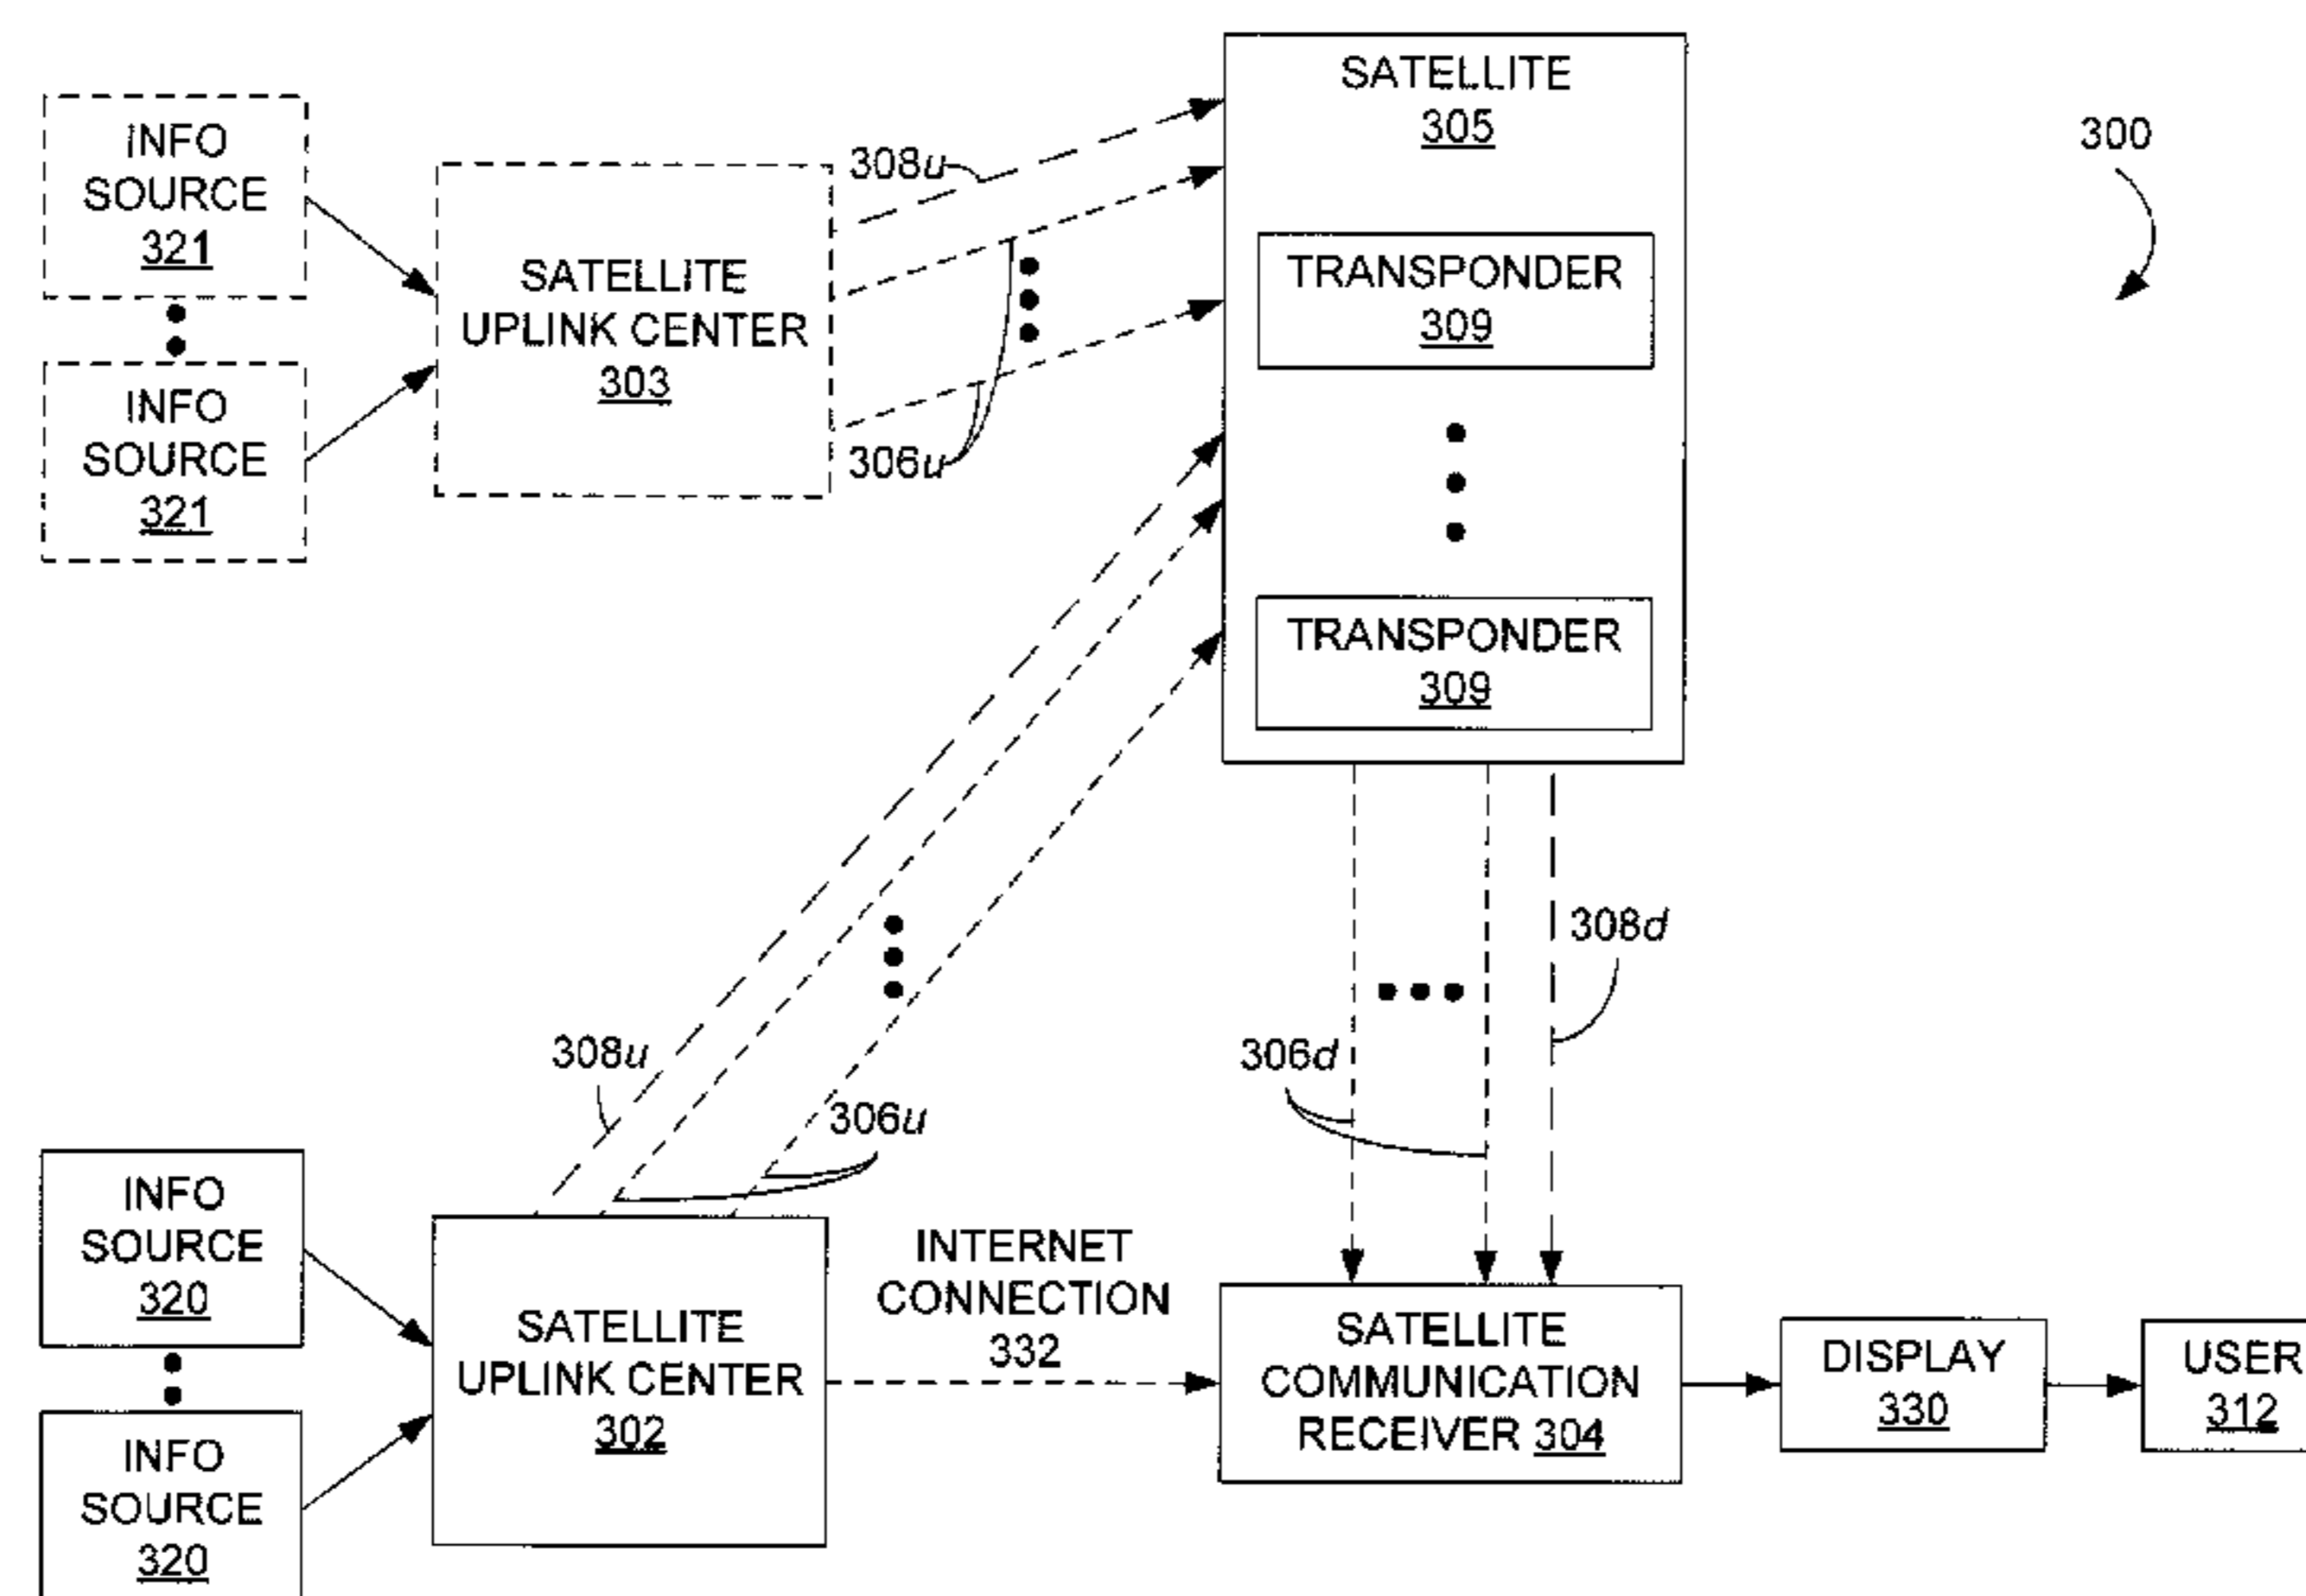 SATELLITE
305
300
INFO
SOURCE
321
308u
SATELLITE
UPLINK CENTER
303
TRANSPONDER
309
INFO
SOURCE
321
306u
TRANSPONDER
309
308d
308u
306d
306u
INFO
SOURCE
320
INTERNET
CONNECTION
332
SATELLITE
UPLINK CENTER
302
SATELLITE
COMMUNICATION
RECEIVER 304
DISPLAY
330
USER
312
INFO
SOURCE
320